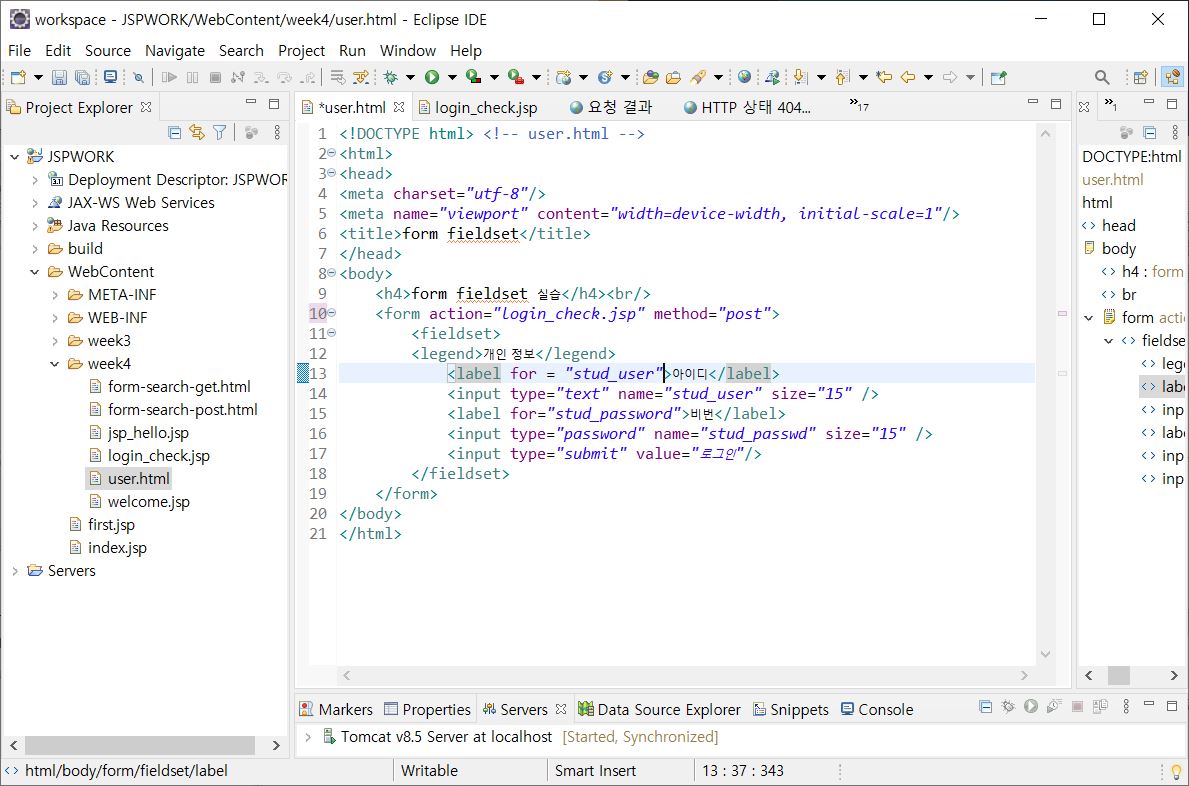 workspace - JSPWORK/WebContent/week4/user.html - Eclipse IDE
File Edit Source Navigate Search Project Run Window Help
Project Explorer
JSPWORK
Deployment Descriptor: JSPWOR
JAX-WS Web Services
Java Resources
build
WebContent
META-INF
WEB-INF
week3
week4
form-search-get.html
form-search-post.html
jsp_hello.jsp
login_check.jsp
user.html
welcome.jsp
first.jsp
index.jsp
Servers
*user.html login_check.jsp 요청 결과 HTTP 상태 404... »17
1 <!DOCTYPE html> <!-- user.html -->
2 <html>
3 <head>
4 <meta charset="utf-8"/>
5 <meta name="viewport" content="width=device-width, initial-scale=1"/>
6 <title>form fieldset</title>
7 </head>
8 <body>
9 <h4>form fieldset 실습</h4><br/>
10 <form action="login_check.jsp" method="post">
11 <fieldset>
12 <legend>개인 정보</legend>
13 <label for = "stud_user">아이디</label>
14 <input type="text" name="stud_user" size="15" />
15 <label for="stud_password">비번</label>
16 <input type="password" name="stud_passwd" size="15" />
17 <input type="submit" value="로그인"/>
18 </fieldset>
19 </form>
20 </body>
21 </html>
»1
DOCTYPE:html
user.html
html
<> head
body
<> h4 : form
<> br
form actio
<> fieldse
<> leg
<> labe
<> inp
<> labe
<> inp
<> inp
Markers Properties Servers Data Source Explorer Snippets Console
Tomcat v8.5 Server at localhost [Started, Synchronized]
<> html/body/form/fieldset/label Writable Smart Insert 13 : 37 : 343